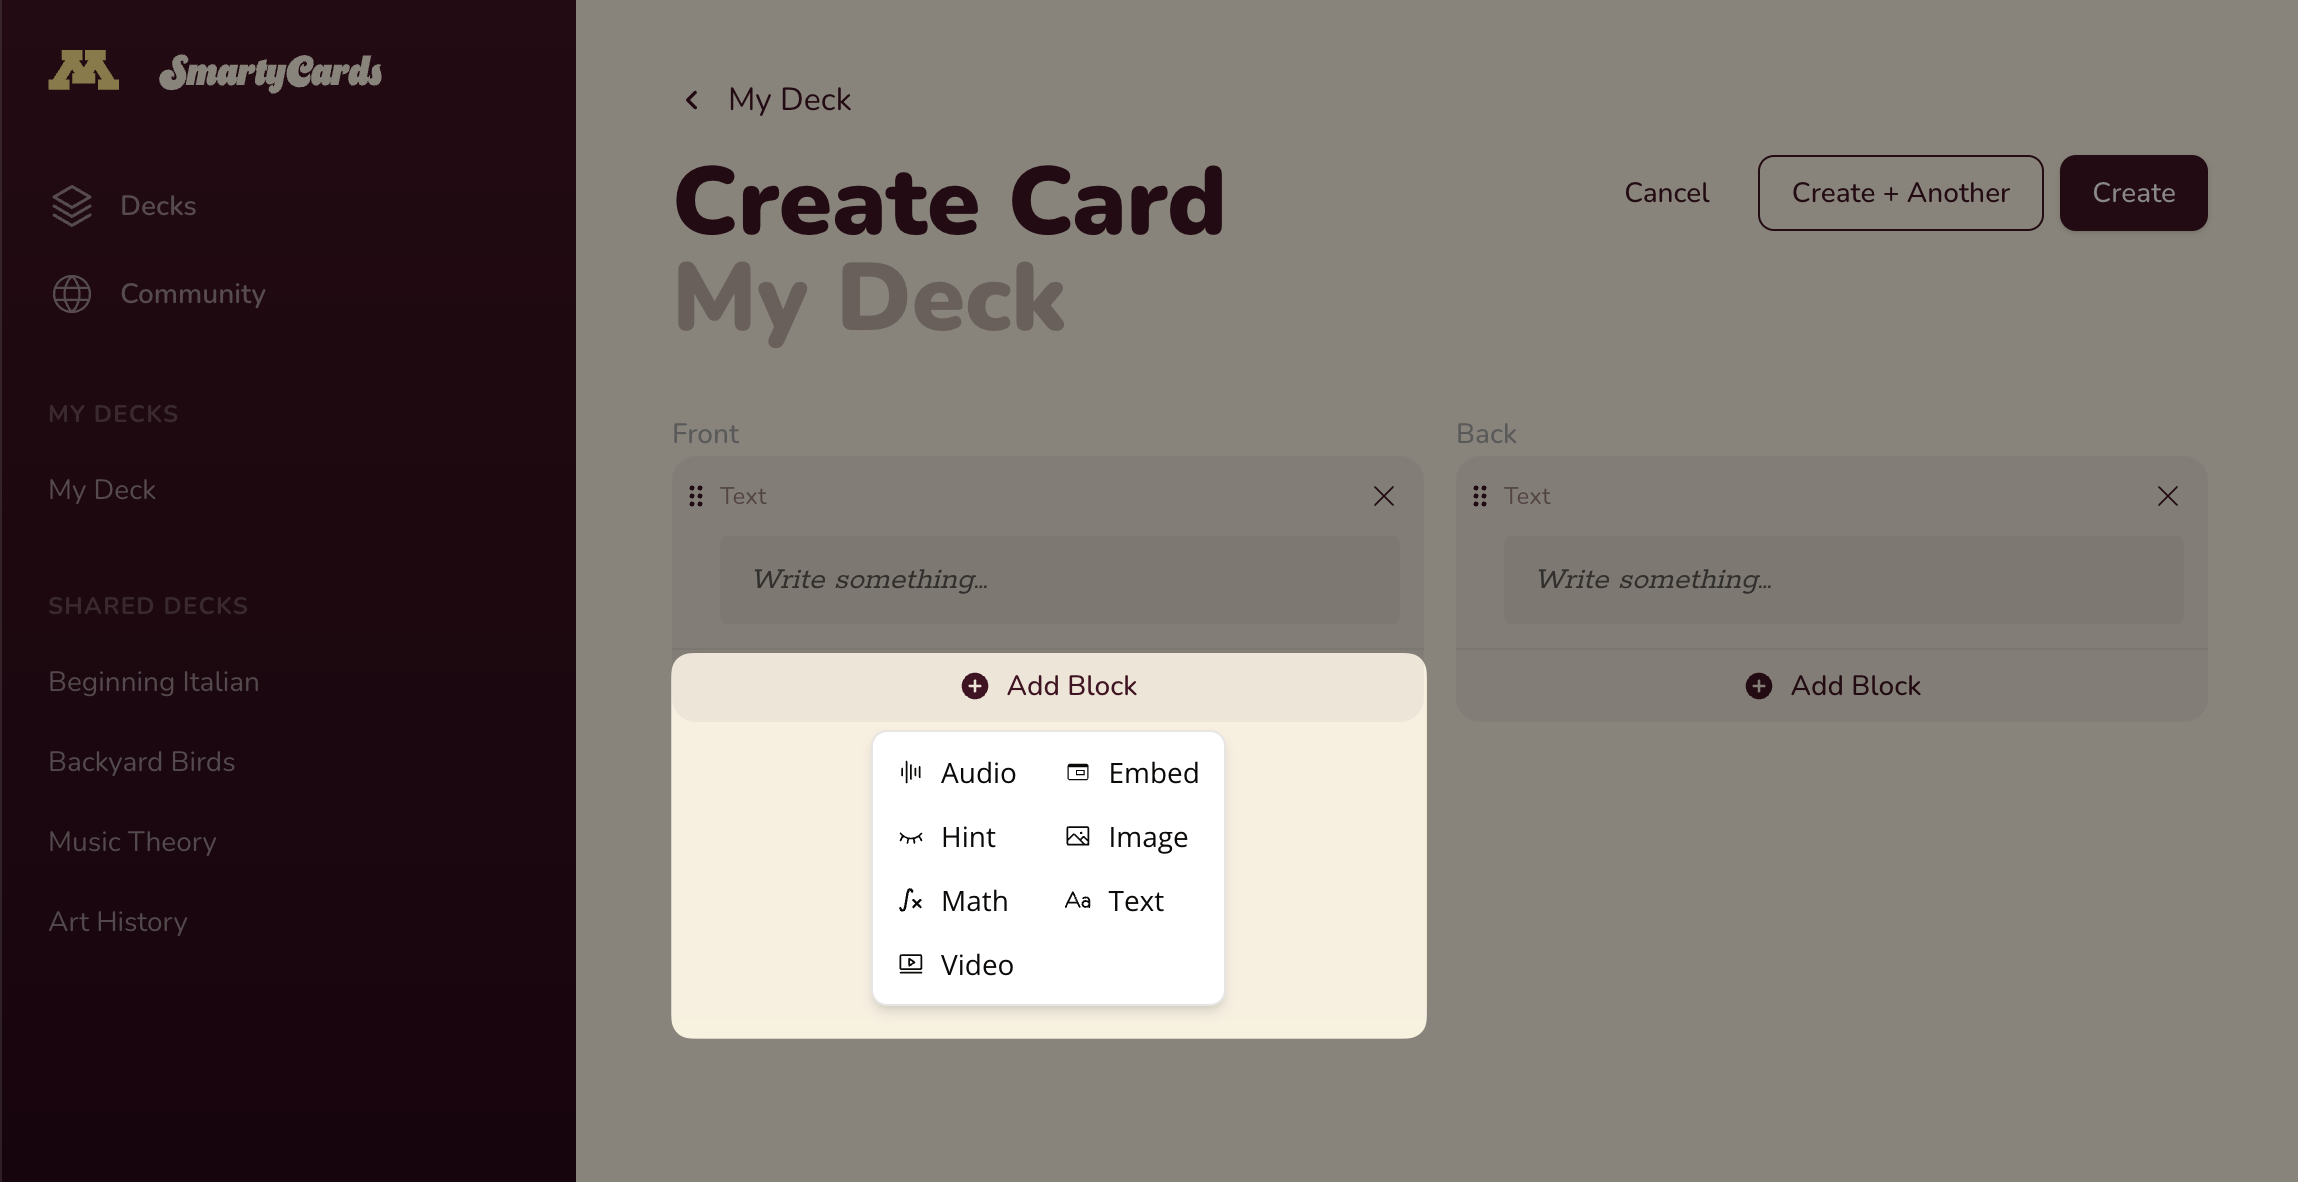 M SmartyCards
Decks
Community
MY DECKS
My Deck
SHARED DECKS
Beginning Italian
Backyard Birds
Music Theory
Art History
My Deck
Create Card
My Deck
Cancel
Create + Another
Create
Front
Text
Write something...
Add Block
Audio
Embed
Hint
Image
Math
Aa Text
Video
Back
Text
Write something...
Add Block